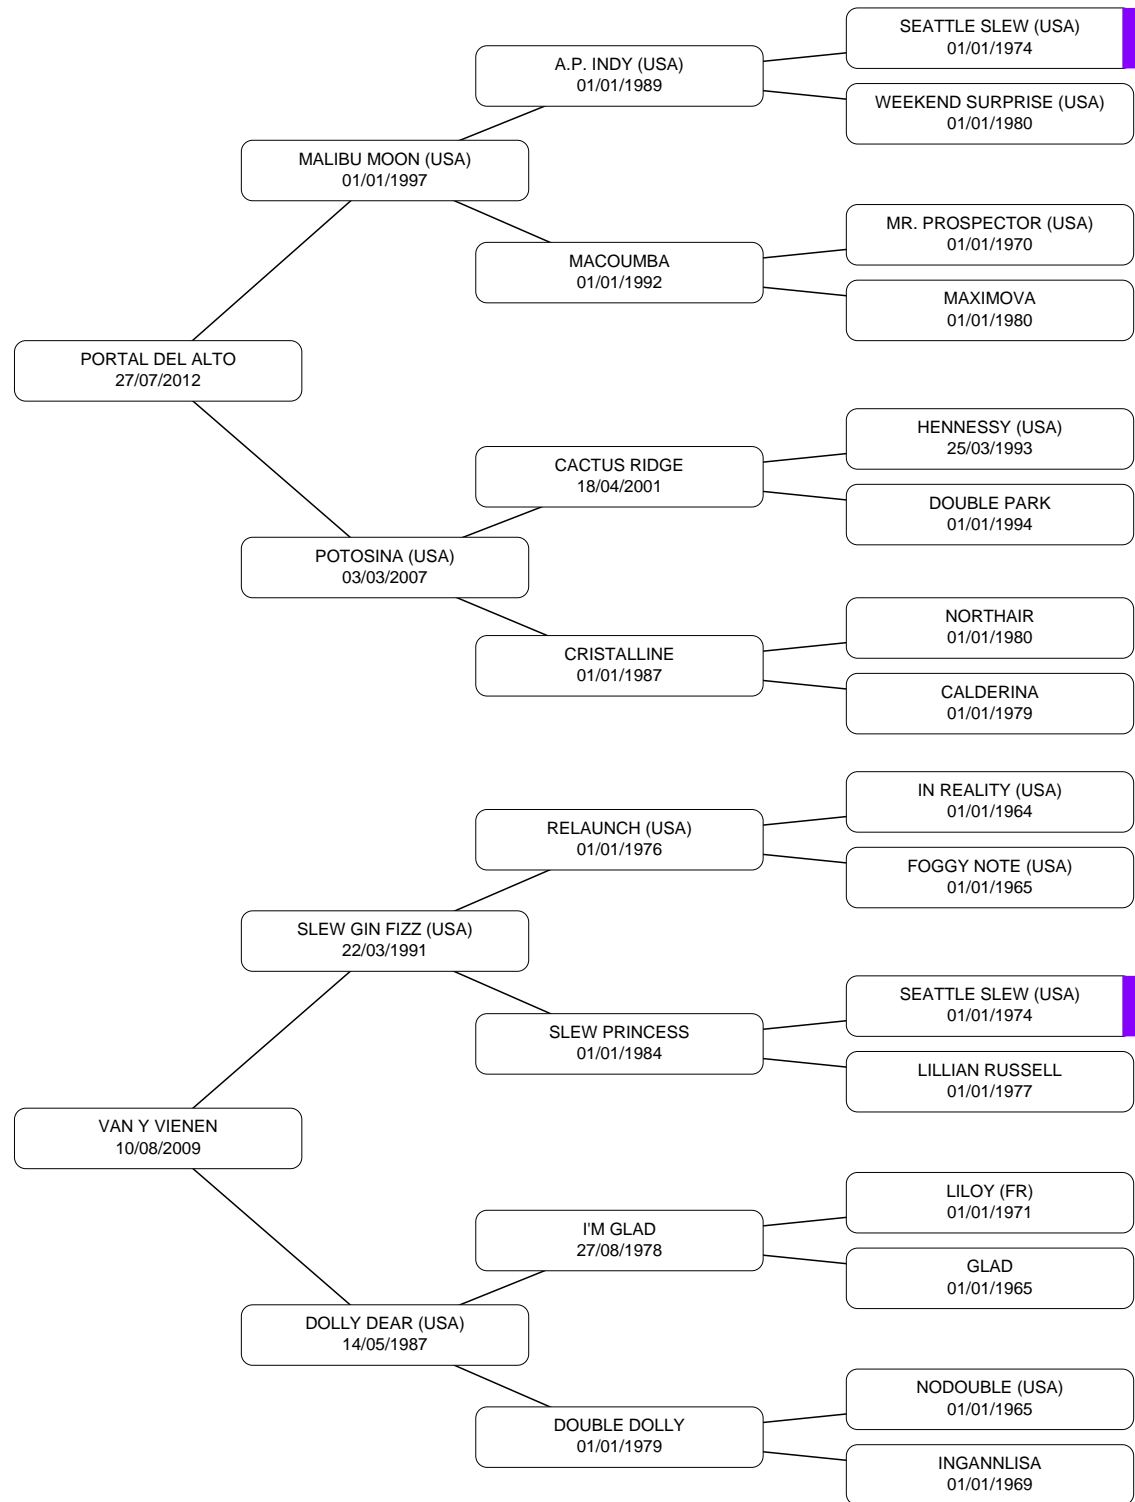 SEATTLE SLEW (USA)
01/01/1974
A.P. INDY (USA)
01/01/1989
WEEKEND SURPRISE (USA)
01/01/1980
MALIBU MOON (USA)
01/01/1997
MR. PROSPECTOR (USA)
01/01/1970
MACOUMBA
01/01/1992
MAXIMOVA
01/01/1980
PORTAL DEL ALTO
27/07/2012
HENNESSY (USA)
25/03/1993
CACTUS RIDGE
18/04/2001
DOUBLE PARK
01/01/1994
POTOSINA (USA)
03/03/2007
NORTHAIR
01/01/1980
CRISTALLINE
01/01/1987
CALDERINA
01/01/1979
IN REALITY (USA)
01/01/1964
RELAUNCH (USA)
01/01/1976
FOGGY NOTE (USA)
01/01/1965
SLEW GIN FIZZ (USA)
22/03/1991
SEATTLE SLEW (USA)
01/01/1974
SLEW PRINCESS
01/01/1984
LILLIAN RUSSELL
01/01/1977
VAN Y VIENEN
10/08/2009
LILOY (FR)
01/01/1971
I'M GLAD
27/08/1978
GLAD
01/01/1965
DOLLY DEAR (USA)
14/05/1987
NODOUBLE (USA)
01/01/1965
DOUBLE DOLLY
01/01/1979
INGANNLISA
01/01/1969